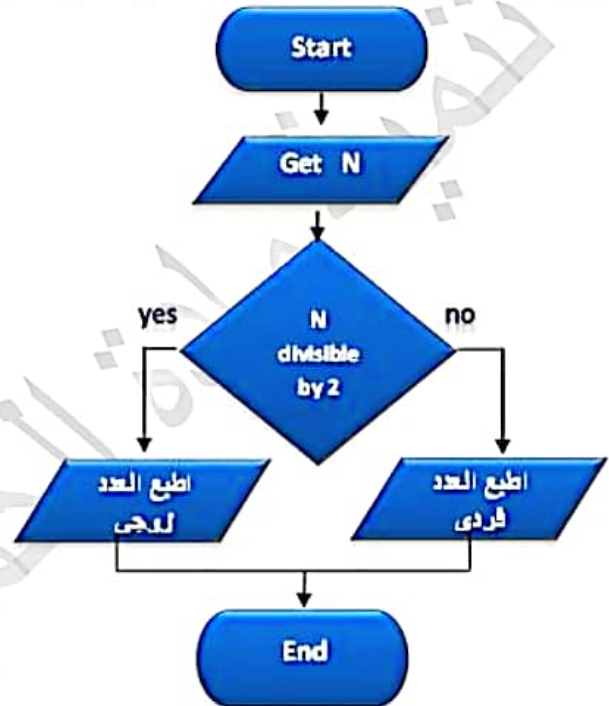 Start
Get N
yes
N
divisible
by 2
no
اطبع العدد
زوجى
اطبع العدد
فردى
End